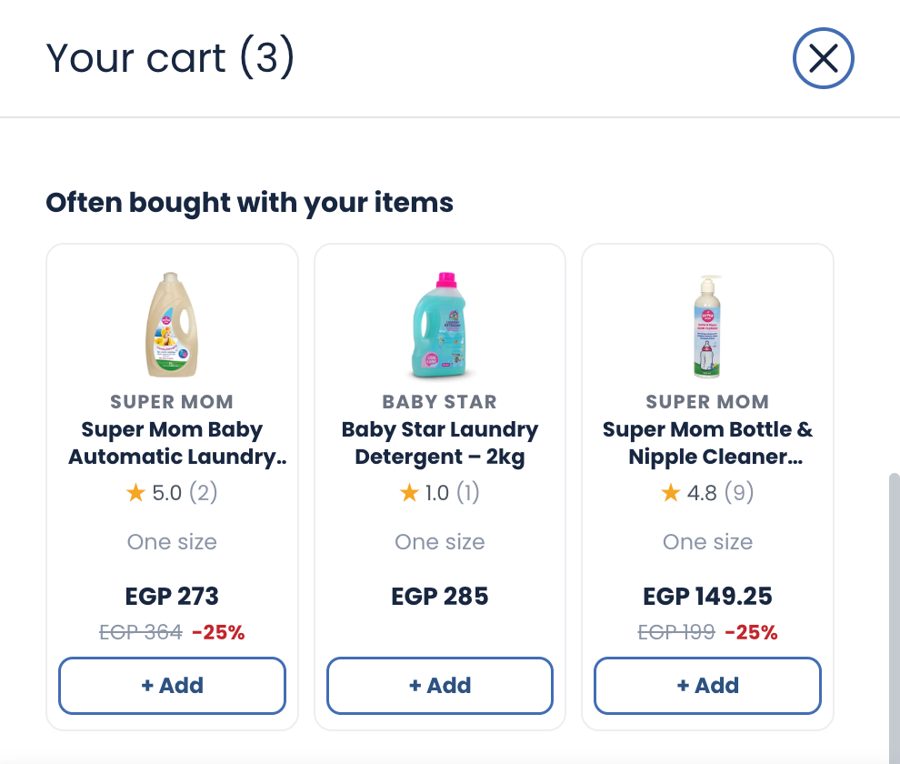 Your cart (3)
Often bought with your items
SUPER MOM
Super Mom Baby
Automatic Laundry..
5.0 (2)
One size
EGP 273
EGP 364 -25%
+ Add
BABY STAR
Baby Star Laundry
Detergent – 2kg
1.0 (1)
One size
EGP 285
+ Add
SUPER MOM
Super Mom Bottle &
Nipple Cleaner...
4.8 (9)
One size
EGP 149.25
EGP 199 -25%
+ Add